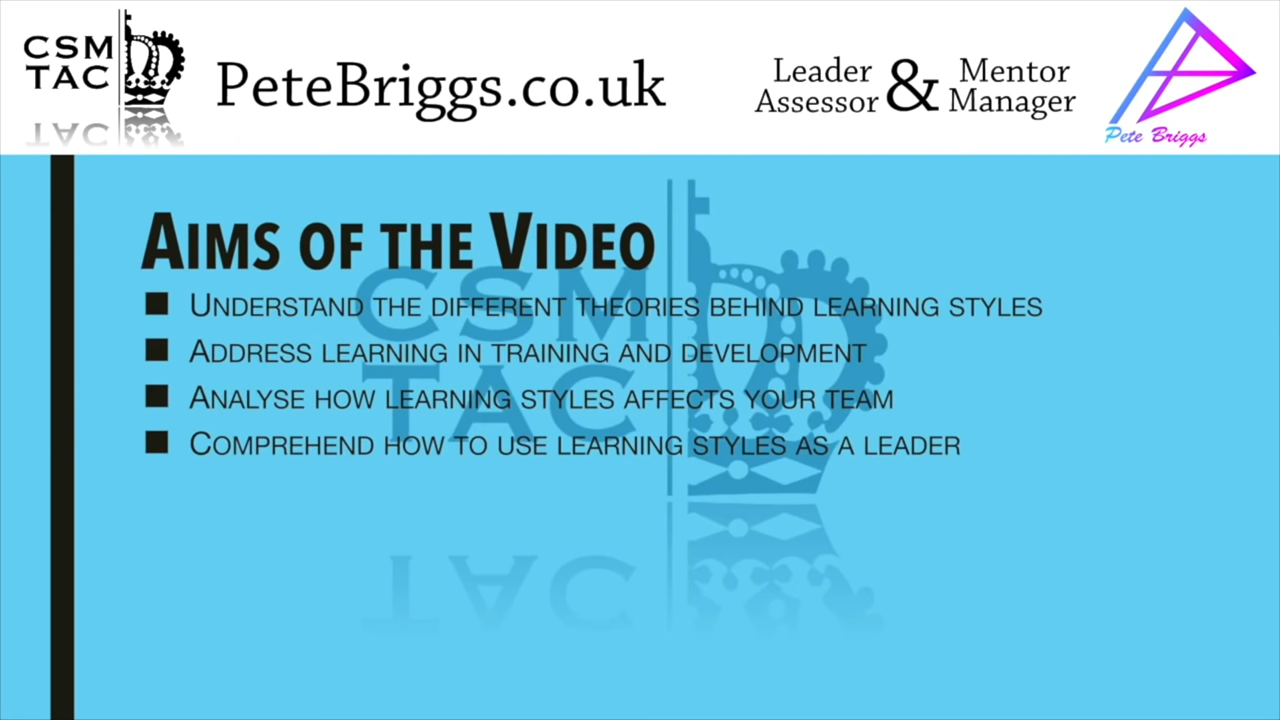 CSM
TAC
PeteBriggs.co.uk
Leader
Assessor
&
Mentor
Manager
Pete Briggs
AIMS OF THE VIDEO
UNDERSTAND THE DIFFERENT THEORIES BEHIND LEARNING STYLES
ADDRESS LEARNING IN TRAINING AND DEVELOPMENT
ANALYSE HOW LEARNING STYLES AFFECTS YOUR TEAM
COMPREHEND HOW TO USE LEARNING STYLES AS A LEADER
CSM
TAC